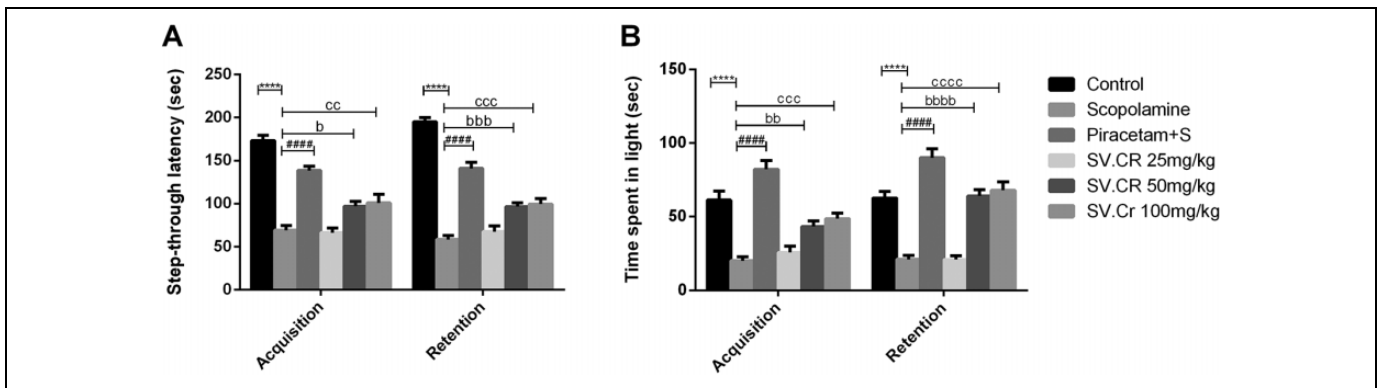 A
Step-through latency (sec)
250
200
150
100
50
0
****
cc
b
####
****
ccc
bbb
####
Acquisition
Retention
B
Time spent in light (sec)
150
100
50
0
****
ccc
bb
####
****
cccc
bbbb
####
Acquisition
Retention
Control
Scopolamine
Piracetam+S
SV.CR 25mg/kg
SV.CR 50mg/kg
SV.Cr 100mg/kg